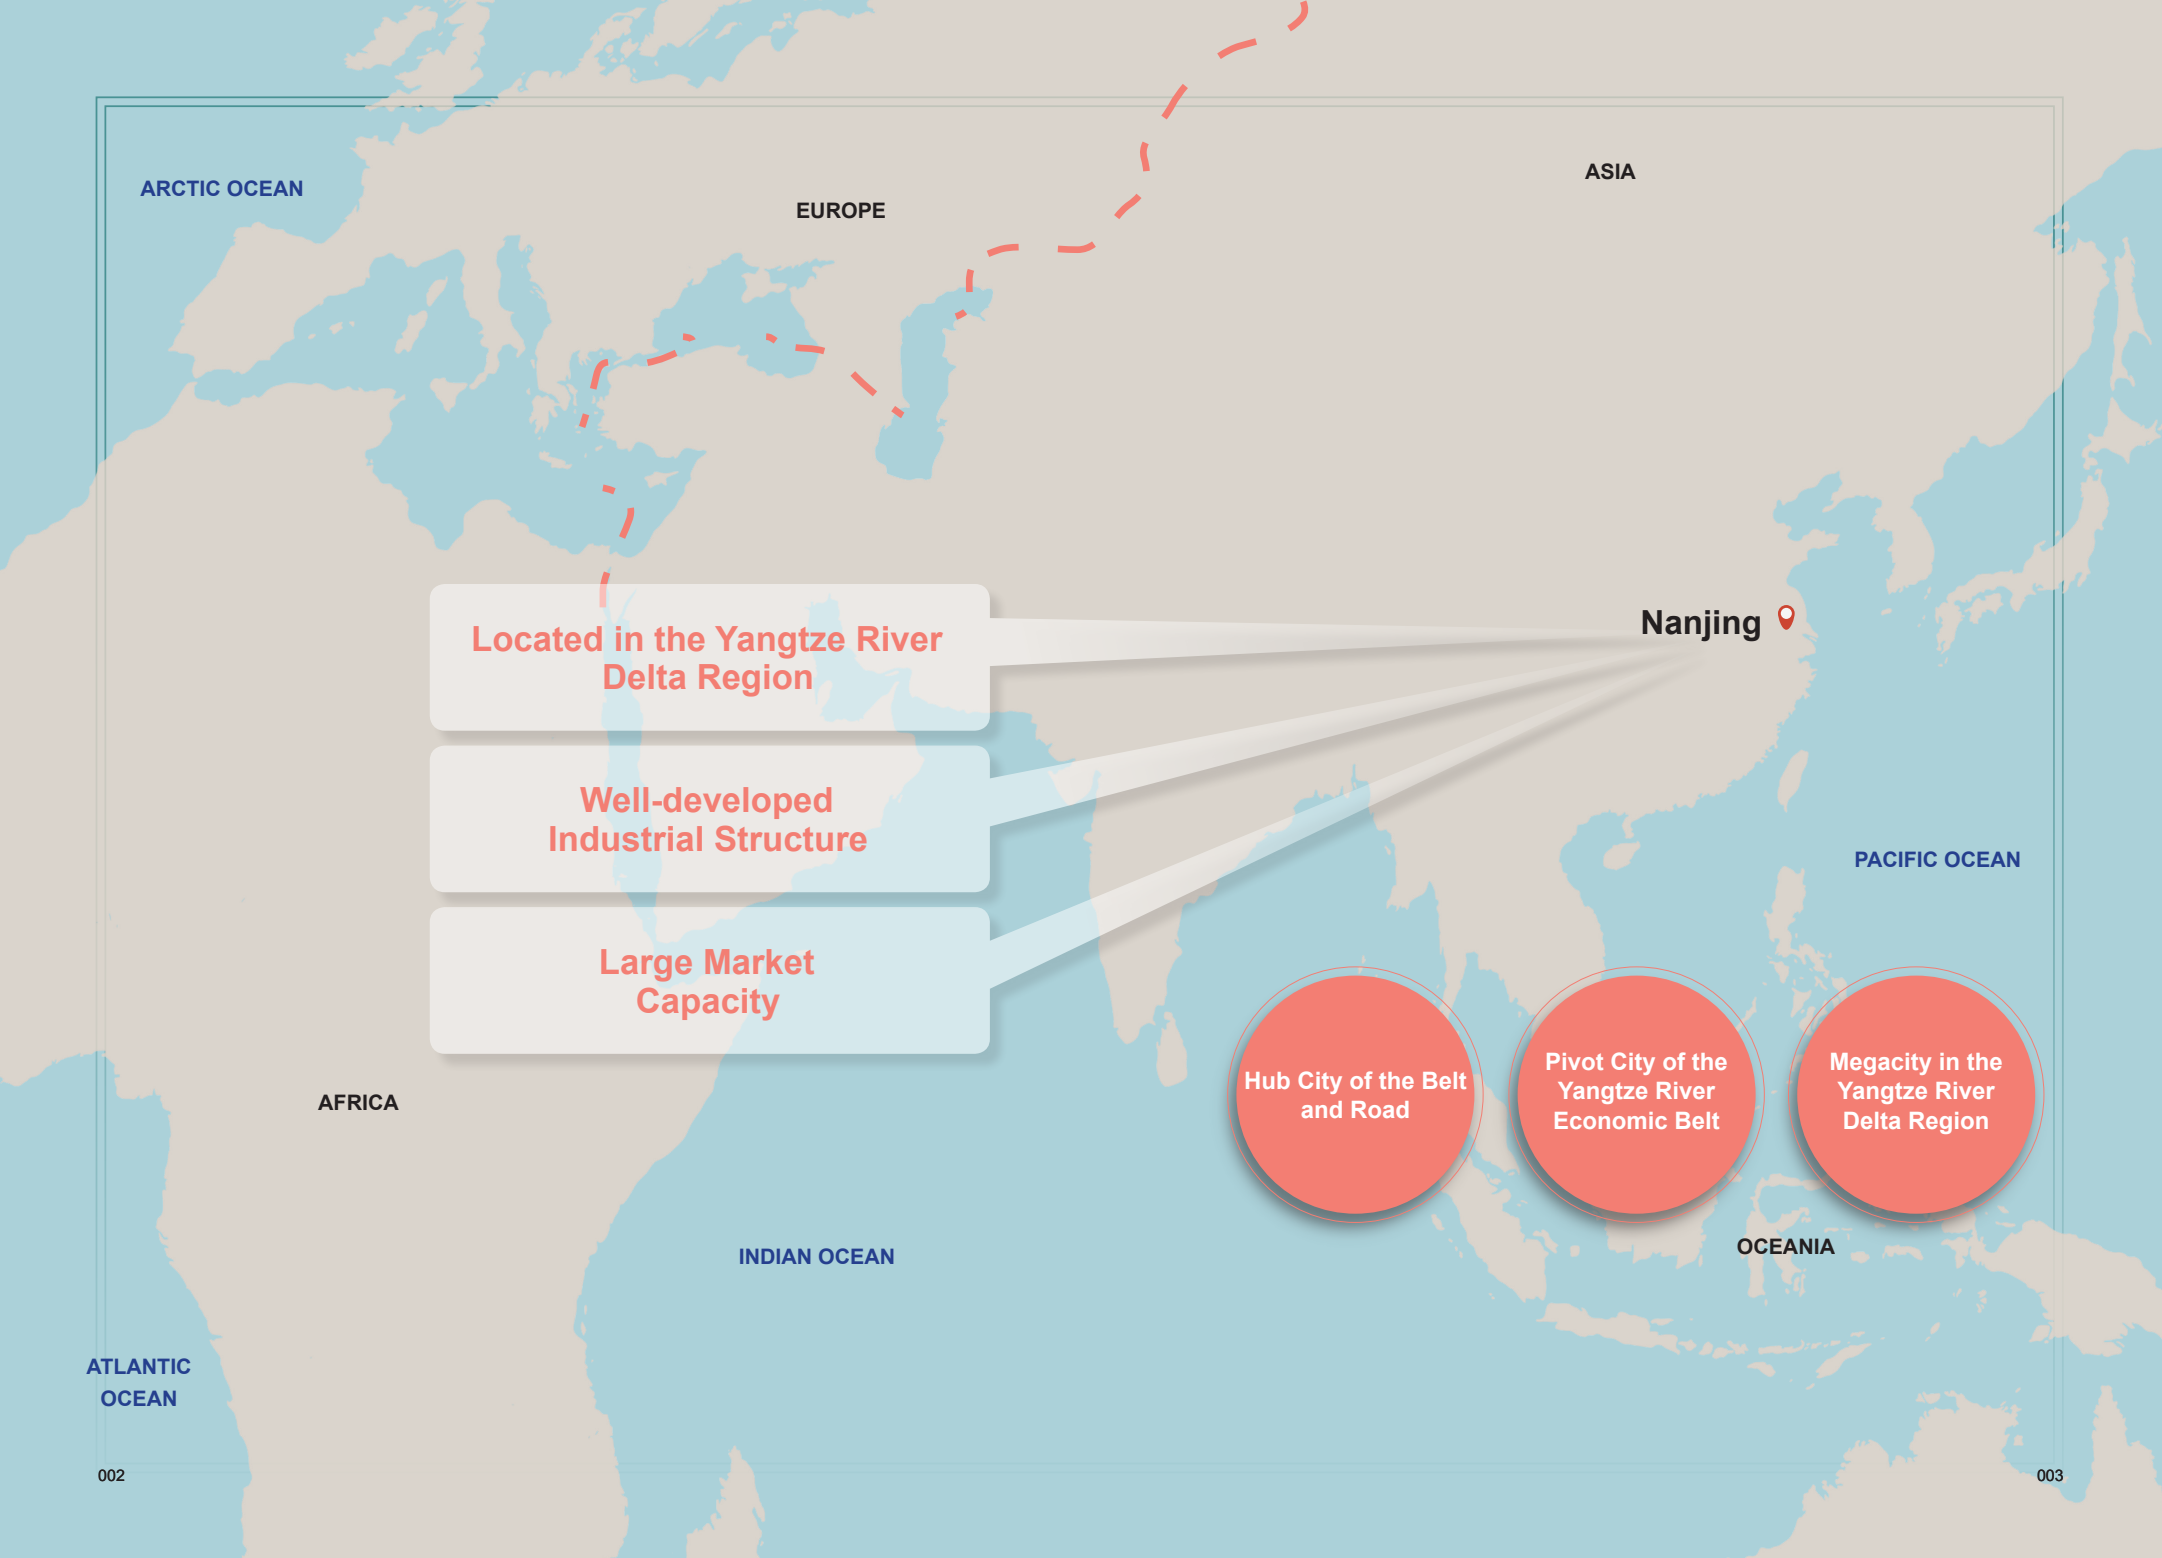 ARCTIC OCEAN
EUROPE
ASIA
Nanjing
Located in the Yangtze River
Delta Region
Well-developed
Industrial Structure
Large Market
Capacity
PACIFIC OCEAN
Hub City of the Belt
and Road
Pivot City of the
Yangtze River
Economic Belt
Megacity in the
Yangtze River
Delta Region
AFRICA
INDIAN OCEAN
OCEANIA
ATLANTIC
OCEAN
002
003